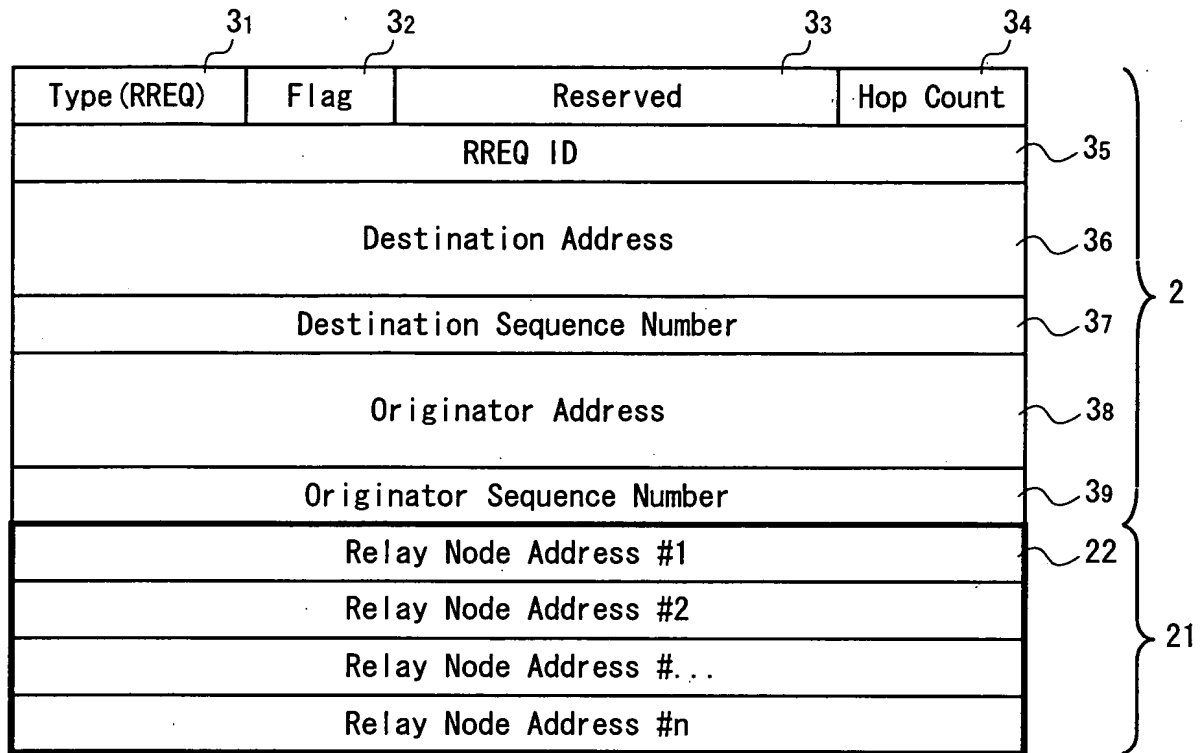 31 32 33 34
Type(RREQ) Flag Reserved Hop Count
RREQ ID 35
Destination Address 36
2
Destination Sequence Number 37
Originator Address 38
Originator Sequence Number 39
Relay Node Address #1 22
Relay Node Address #2
21
Relay Node Address #...
Relay Node Address #n